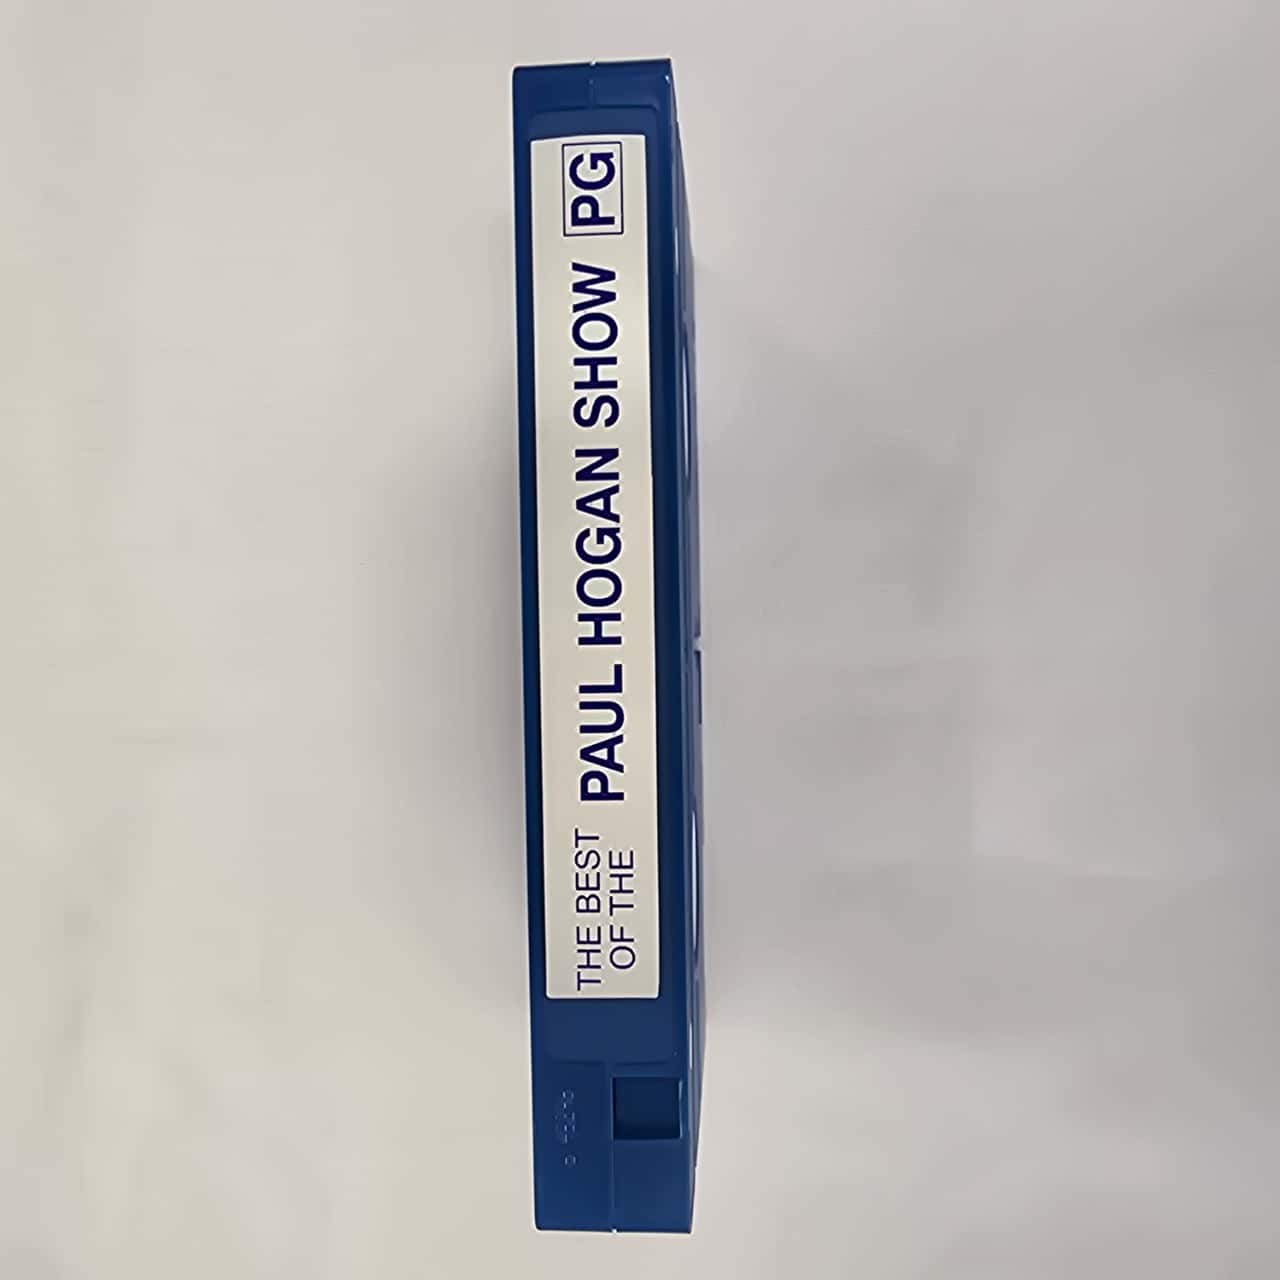 THE BEST
OF THE
PAUL HOGAN SHOW
PG